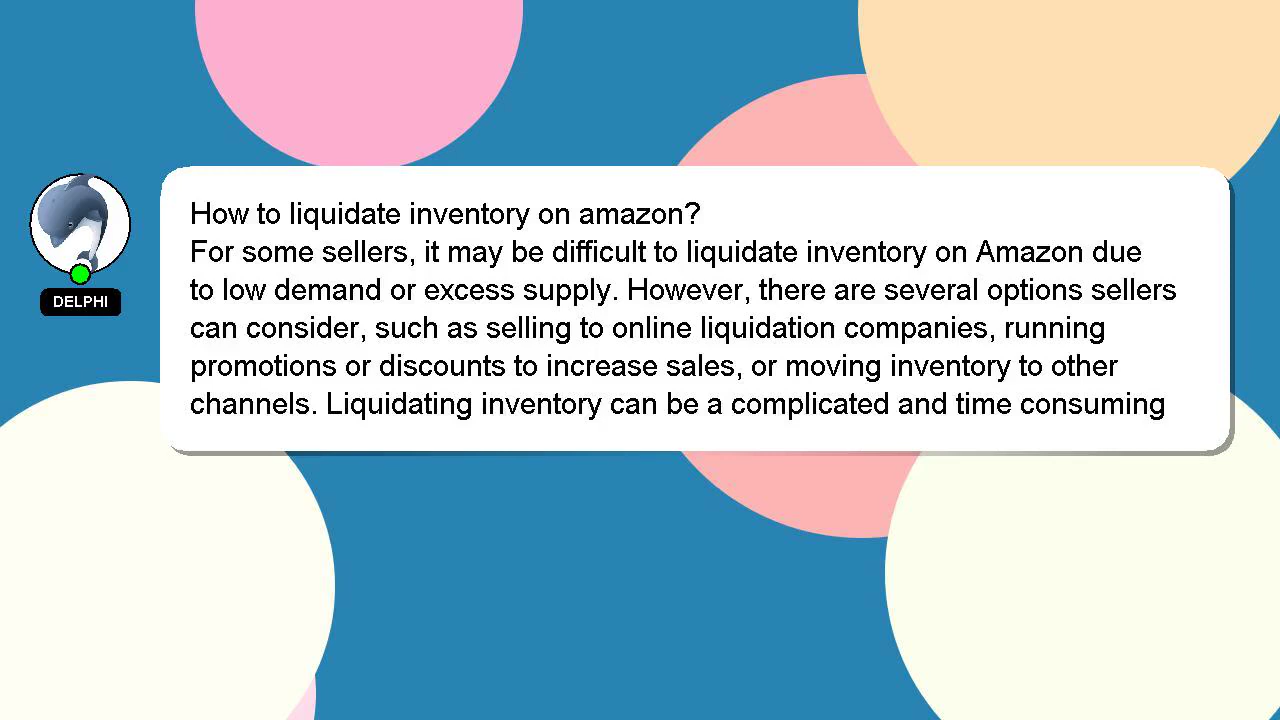 How to liquidate inventory on amazon?
For some sellers, it may be difficult to liquidate inventory on Amazon due
to low demand or excess supply. However, there are several options sellers
can consider, such as selling to online liquidation companies, running
promotions or discounts to increase sales, or moving inventory to other
channels. Liquidating inventory can be a complicated and time consuming
DELPHI